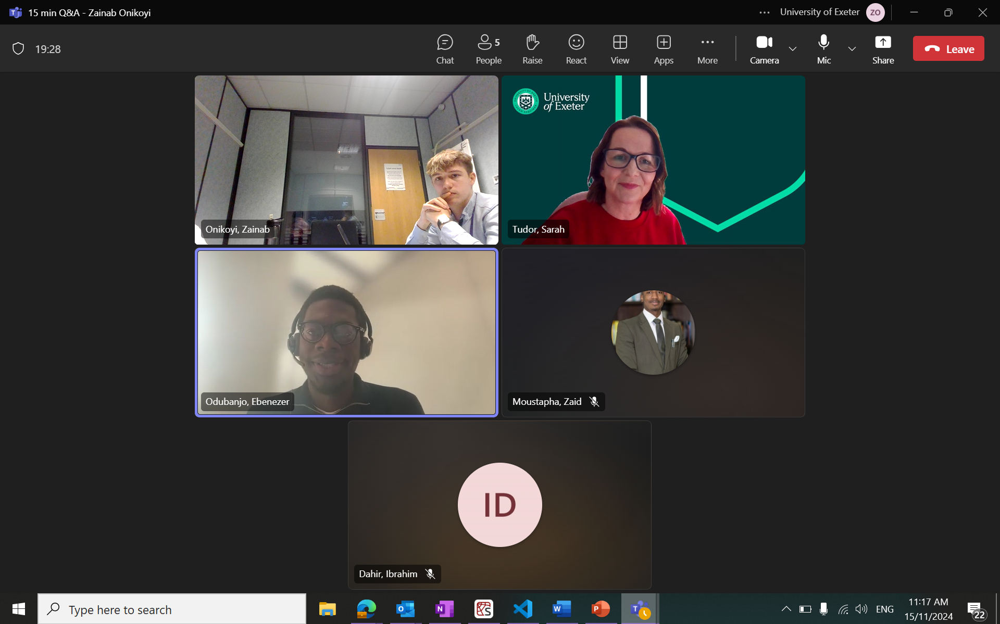 15 min Q&A - Zainab Onikoyi
University of Exeter
ZO
19:28
Chat
People
5
Raise
React
View
Apps
More
Camera
Mic
Share
Leave
University
of Exeter
Onikoyi, Zainab
Tudor, Sarah
Odubanjo, Ebenezer
Moustapha, Zaid
ID
Dahir, Ibrahim
Type here to search
ENG
11:17 AM
15/11/2024
22